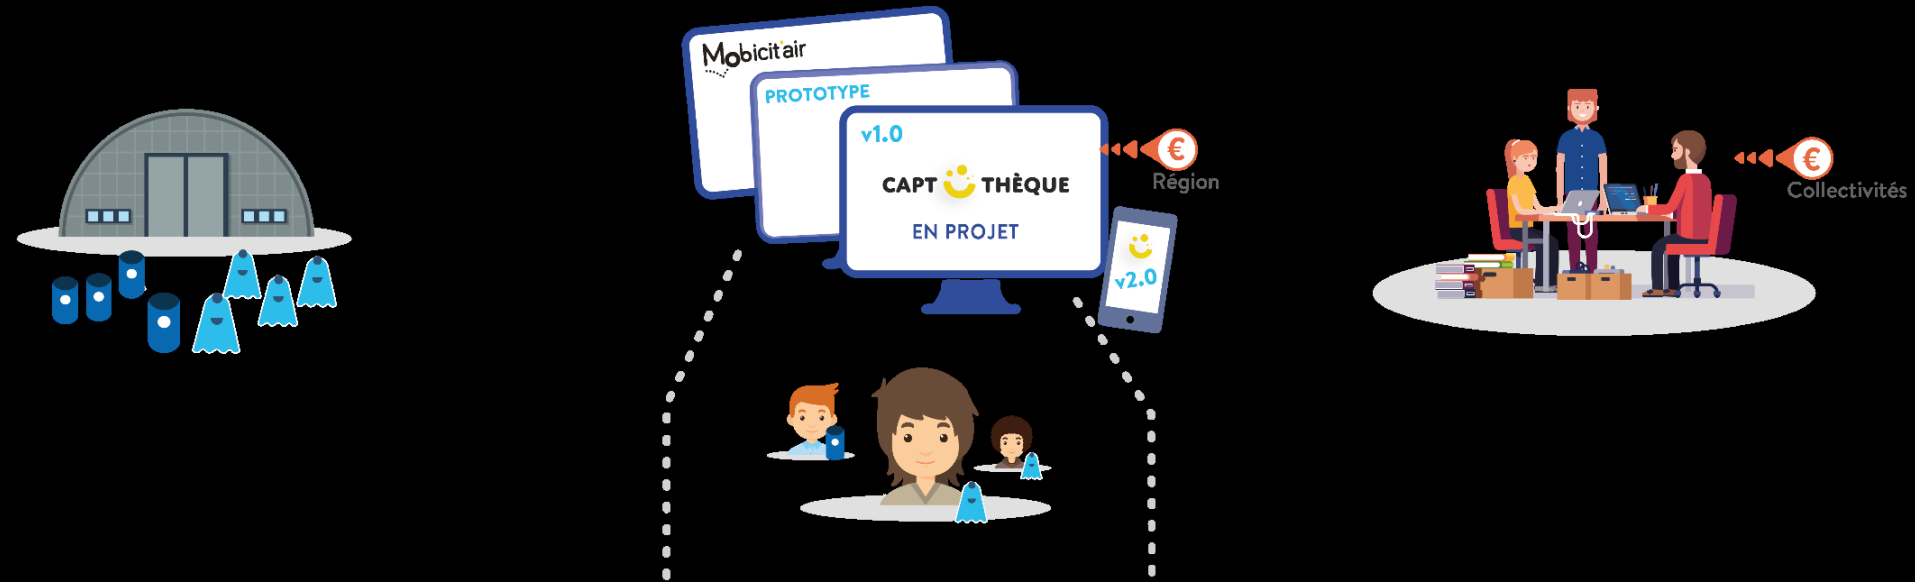 Mobicit'air
PROTOTYPE
v1.0
CAPT THÈQUE
EN PROJET
v2.0
€
Région
€
Collectivités